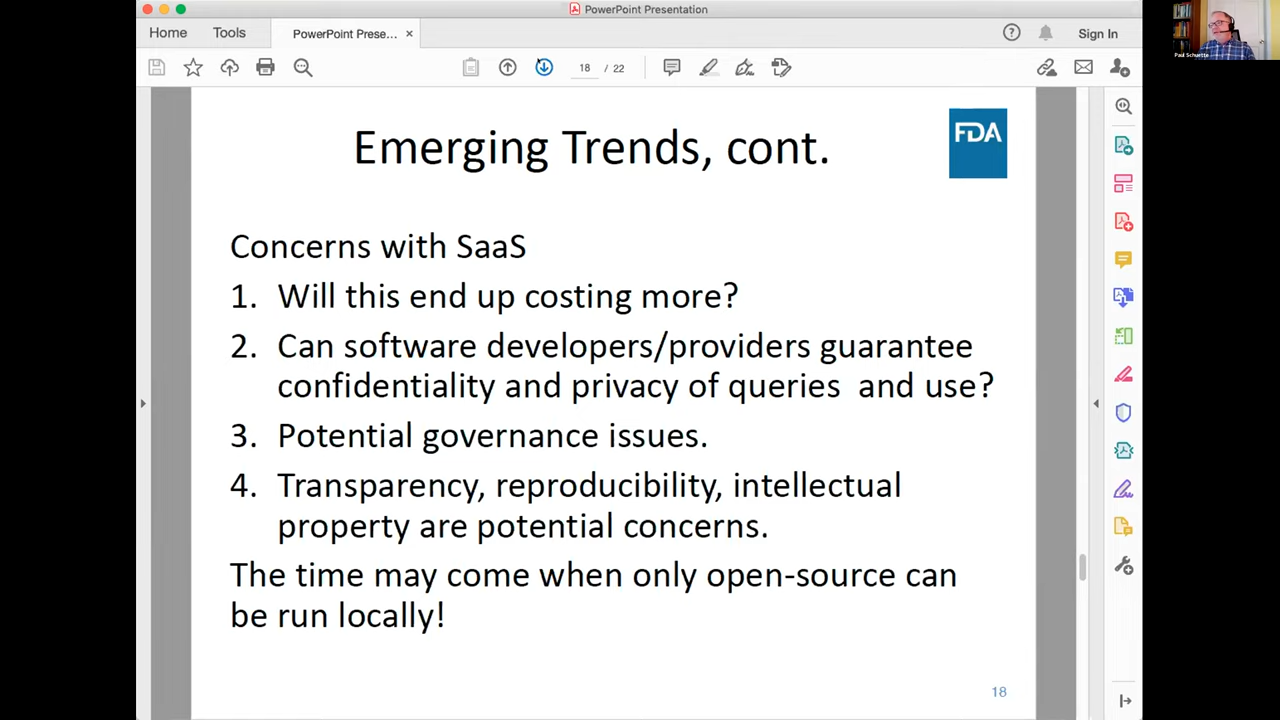 PowerPoint Presentation
Home Tools PowerPoint Prese... × Sign In
18 / 22
Paul Schuette
Emerging Trends, cont.
FDA
Concerns with SaaS
1. Will this end up costing more?
2. Can software developers/providers guarantee
confidentiality and privacy of queries and use?
3. Potential governance issues.
4. Transparency, reproducibility, intellectual
property are potential concerns.
The time may come when only open-source can
be run locally!
18